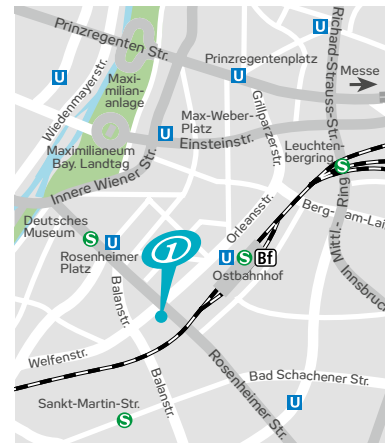 Prinzregenten Str.
U
Richard-Strauss-Str.
Prinzregentenplatz
U
Messe
U
Wiedenmayerstr.
Maxi-
milian-
anlage
Grillparzerstr.
Max-Weber-
Platz
U
Einsteinstr.
Maximilianeum
Bay. Landtag
Leuchten-
bergring
S
Innere Wiener Str.
Mittl.- Ring
Berg-am-Lai
Orleansstr.
Deutsches
Museum
S
U
Rosenheimer
Platz
1
U
S
Bf
Ostbahnhof
Innsbruc
Balanstr.
Welfenstr.
Rosenheimer Str.
Bad Schachener Str.
Balanstr.
Sankt-Martin-Str.
S
U